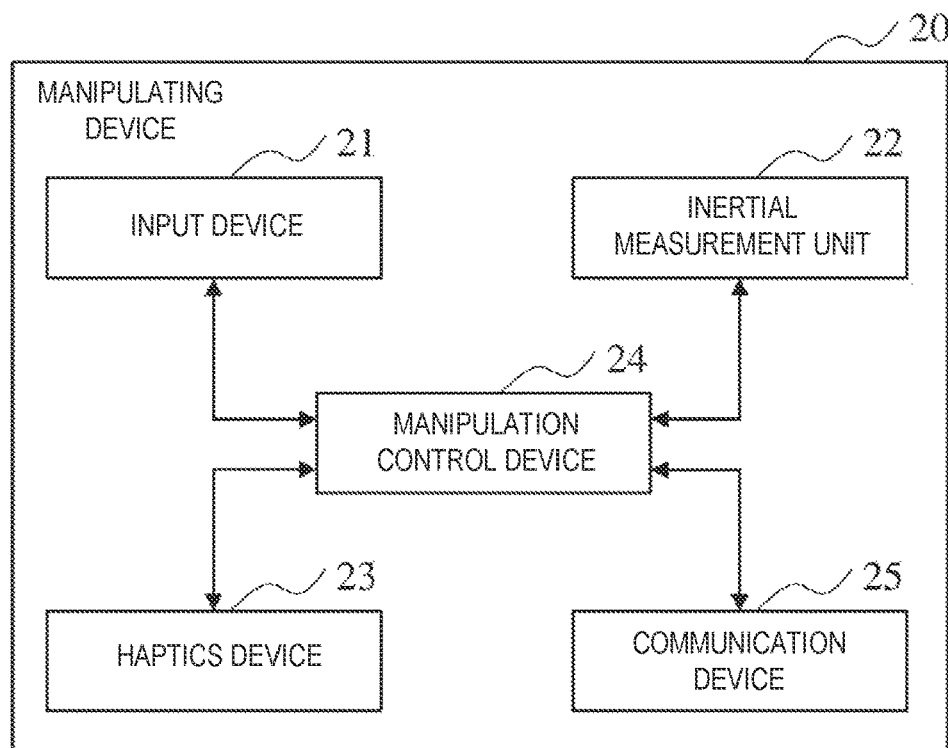 20
MANIPULATING
DEVICE
21
22
INPUT DEVICE
INERTIAL
MEASUREMENT UNIT
24
MANIPULATION
CONTROL DEVICE
23
25
HAPTICS DEVICE
COMMUNICATION
DEVICE